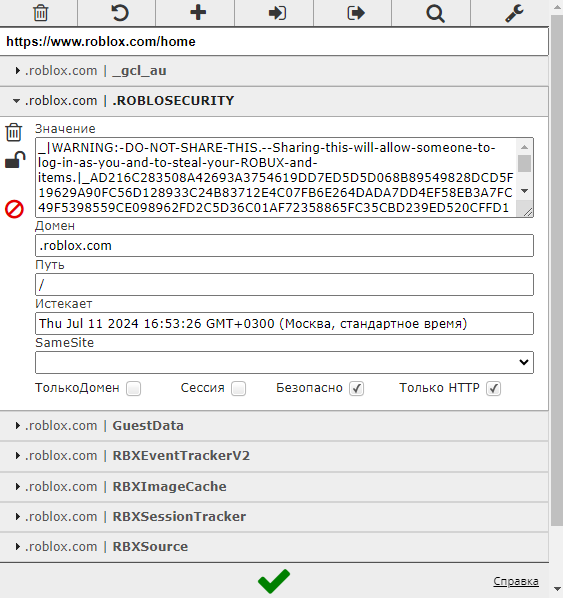 https://www.roblox.com/home
.roblox.com | _gcl_au
.roblox.com | .ROBLOSECURITY
Значение
_|WARNING:-DO-NOT-SHARE-THIS.--Sharing-this-will-allow-someone-to-
log-in-as-you-and-to-steal-your-ROBUX-and-
items.|_AD216C283508A42693A3754619DD7ED5D5D068B89549828DCD5F
19629A90FC56D128933C24B83712E4C07FB6E264DADA7DD4EF58EB3A7FC
49F5398559CE098962FD2C5D36C01AF72358865FC35CBD239ED520CFFD1
Домен
.roblox.com
Путь
/
Истекает
Thu Jul 11 2024 16:53:26 GMT+0300 (Москва, стандартное время)
SameSite
ТолькоДомен Сессия Безопасно Только HTTP
.roblox.com | GuestData
.roblox.com | RBXEventTrackerV2
.roblox.com | RBXImageCache
.roblox.com | RBXSessionTracker
.roblox.com | RBXSource
Справка